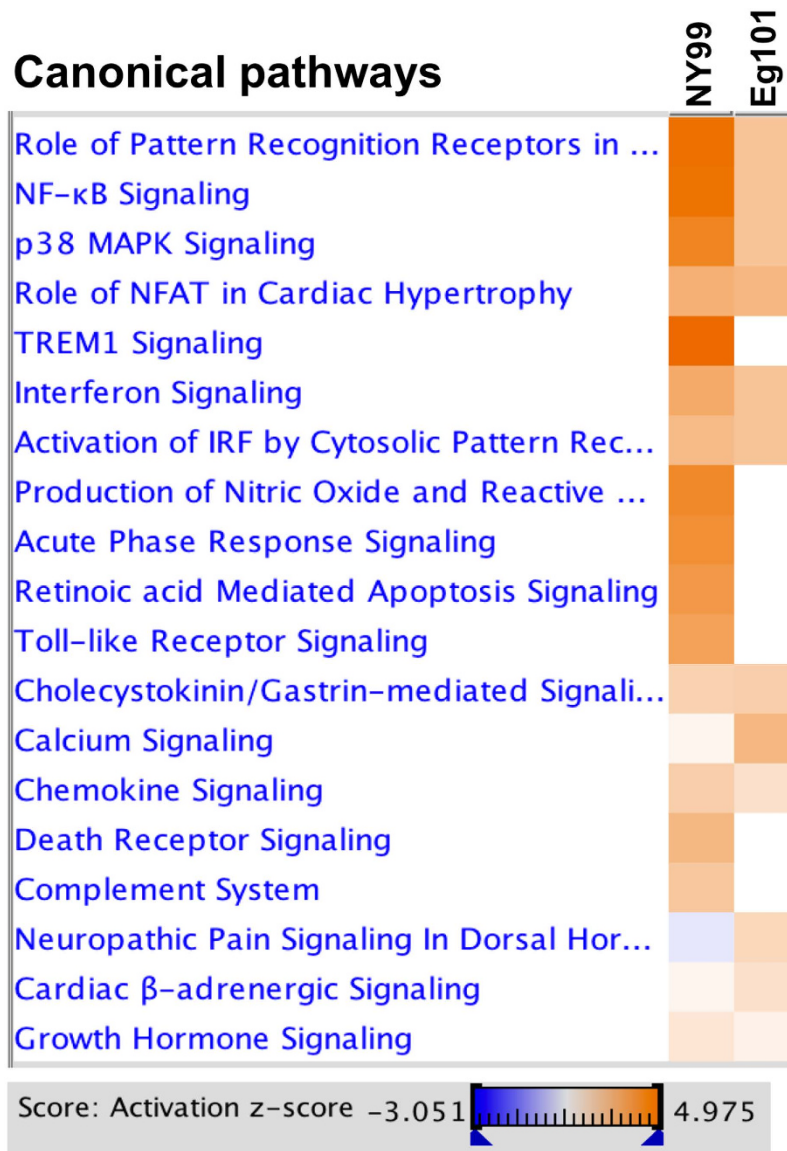 Canonical pathways
NY99
Eg101
Role of Pattern Recognition Receptors in ...
NF-κB Signaling
p38 MAPK Signaling
Role of NFAT in Cardiac Hypertrophy
TREM1 Signaling
Interferon Signaling
Activation of IRF by Cytosolic Pattern Rec...
Production of Nitric Oxide and Reactive ...
Acute Phase Response Signaling
Retinoic acid Mediated Apoptosis Signaling
Toll-like Receptor Signaling
Cholecystokinin/Gastrin-mediated Signali...
Calcium Signaling
Chemokine Signaling
Death Receptor Signaling
Complement System
Neuropathic Pain Signaling In Dorsal Hor...
Cardiac β-adrenergic Signaling
Growth Hormone Signaling
Score: Activation z-score -3.051 4.975